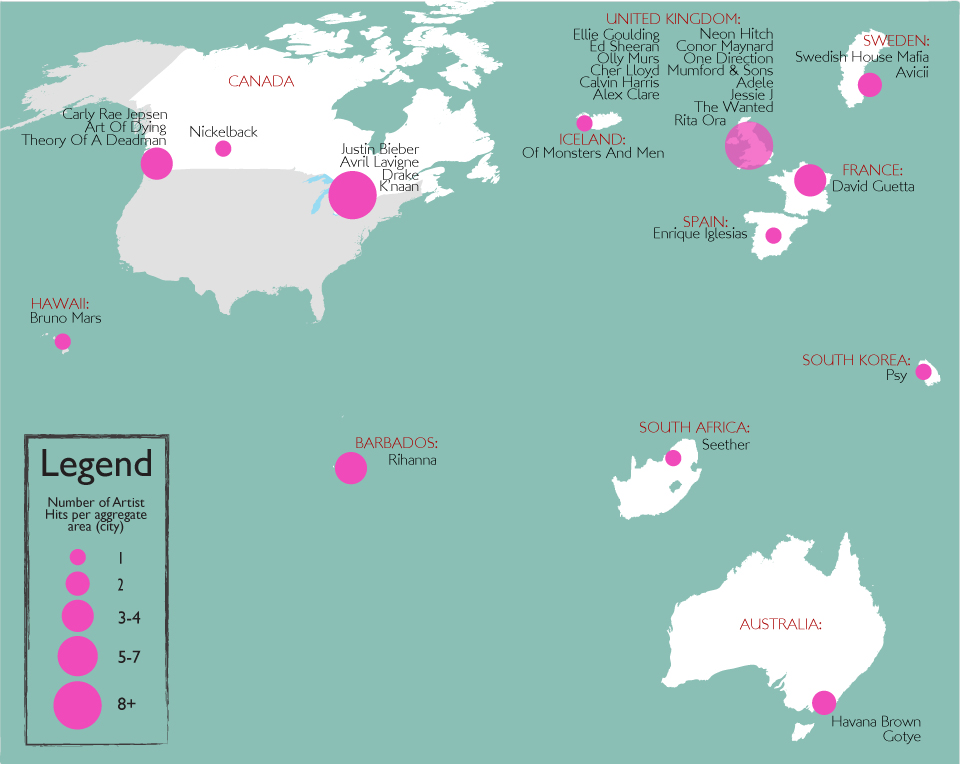 UNITED KINGDOM:
Ellie Goulding
Ed Sheeran
Olly Murs
Cher Lloyd
Calvin Harris
Alex Clare
Neon Hitch
Conor Maynard
One Direction
Mumford & Sons
Adele
Jessie J
The Wanted
Rita Ora
SWEDEN:
Swedish House Mafia
Avicii
CANADA
Carly Rae Jepsen
Art Of Dying
Theory Of A Deadman
Nickelback
Justin Bieber
Avril Lavigne
Drake
K'naan
ICELAND:
Of Monsters And Men
FRANCE:
David Guetta
SPAIN:
Enrique Iglesias
HAWAII:
Bruno Mars
SOUTH KOREA:
Psy
BARBADOS:
Rihanna
SOUTH AFRICA:
Seether
AUSTRALIA:
Havana Brown
Gotye
Legend
Number of Artist
Hits per aggregate
area (city)
1
2
3-4
5-7
8+